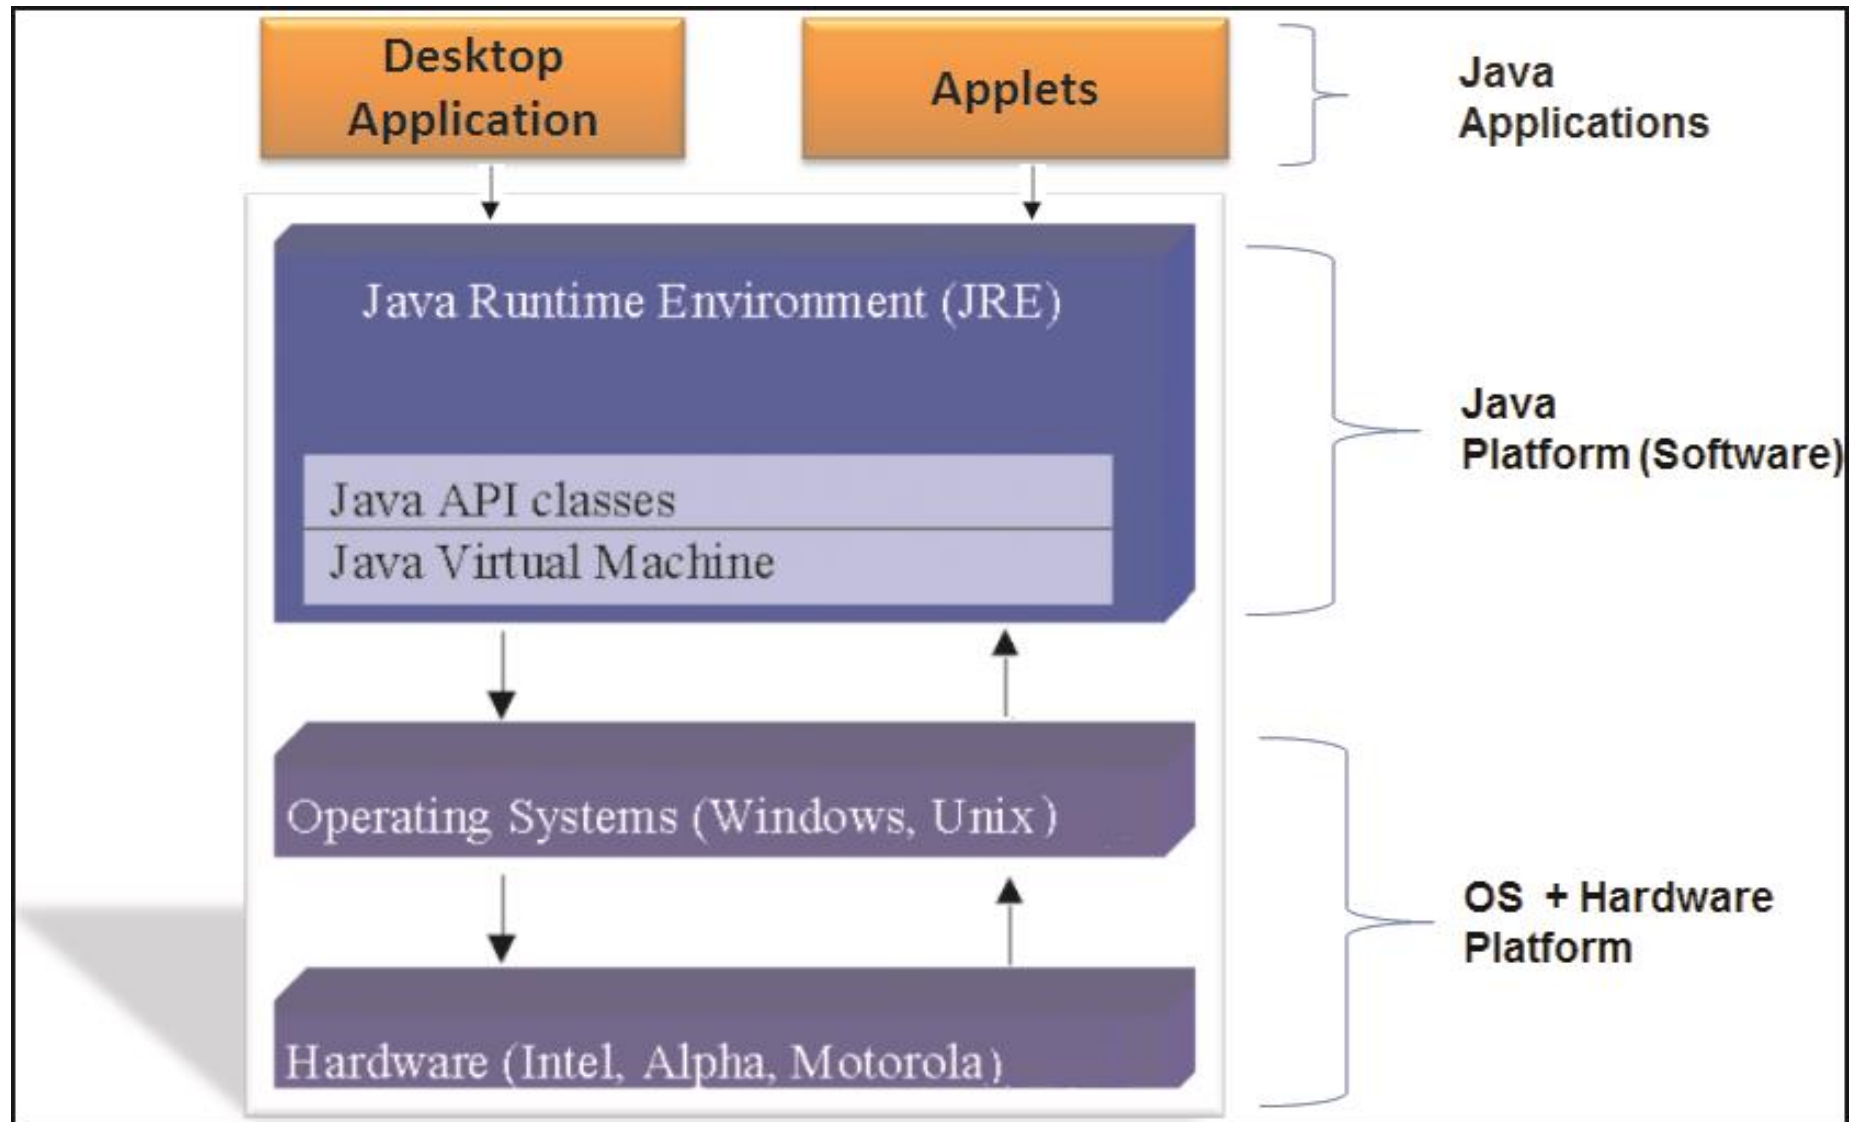 Desktop
Application
Applets
Java
Applications
Java Runtime Environment (JRE)
Java API classes
Java Virtual Machine
Java
Platform (Software)
Operating Systems (Windows, Unix )
OS + Hardware
Platform
Hardware (Intel, Alpha, Motorola)